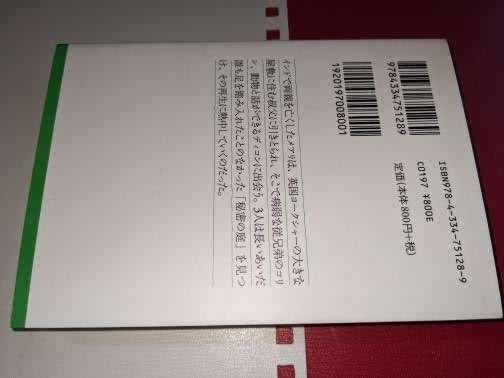 9784334751289
1920197008001
ISBN978-4-334-75128-9
C0197 ¥800E
定価(本体800円+税)
インドで両親を亡くしたメアリは、英国ヨークシャーの大きな
屋敷に住む叔父に引きとられ、そこで病弱な従兄弟のコリ
ン、動物と話ができるディコンに出会う。3人は長いあいだ
誰も足を踏み入れたことのなかった「秘密の庭」を見つ
け、その再生に熱中していくのだった。